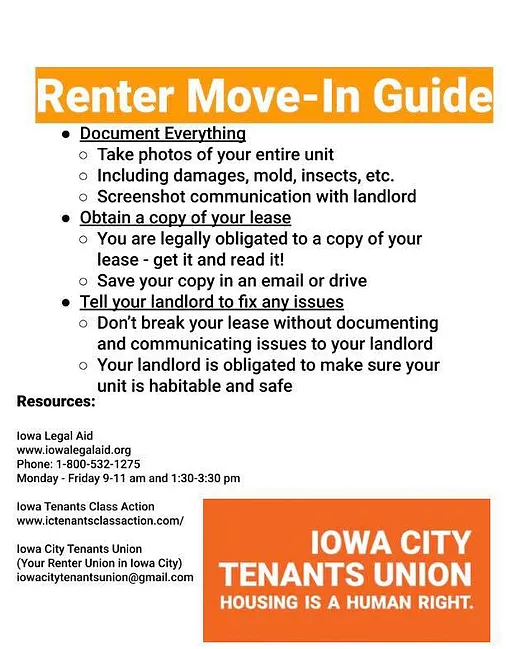 Renter Move-In Guide
● Document Everything
○ Take photos of your entire unit
○ Including damages, mold, insects, etc.
○ Screenshot communication with landlord
● Obtain a copy of your lease
○ You are legally obligated to a copy of your
lease - get it and read it!
○ Save your copy in an email or drive
● Tell your landlord to fix any issues
○ Don't break your lease without documenting
and communicating issues to your landlord
○ Your landlord is obligated to make sure your
unit is habitable and safe
Resources:
Iowa Legal Aid
www.iowalegalaid.org
Phone: 1-800-532-1275
Monday - Friday 9-11 am and 1:30-3:30 pm
Iowa Tenants Class Action
www.ictenantsclassaction.com/
Iowa City Tenants Union
(Your Renter Union in Iowa City)
iowacitytenantsunion@gmail.com
IOWA CITY
TENANTS UNION
HOUSING IS A HUMAN RIGHT.